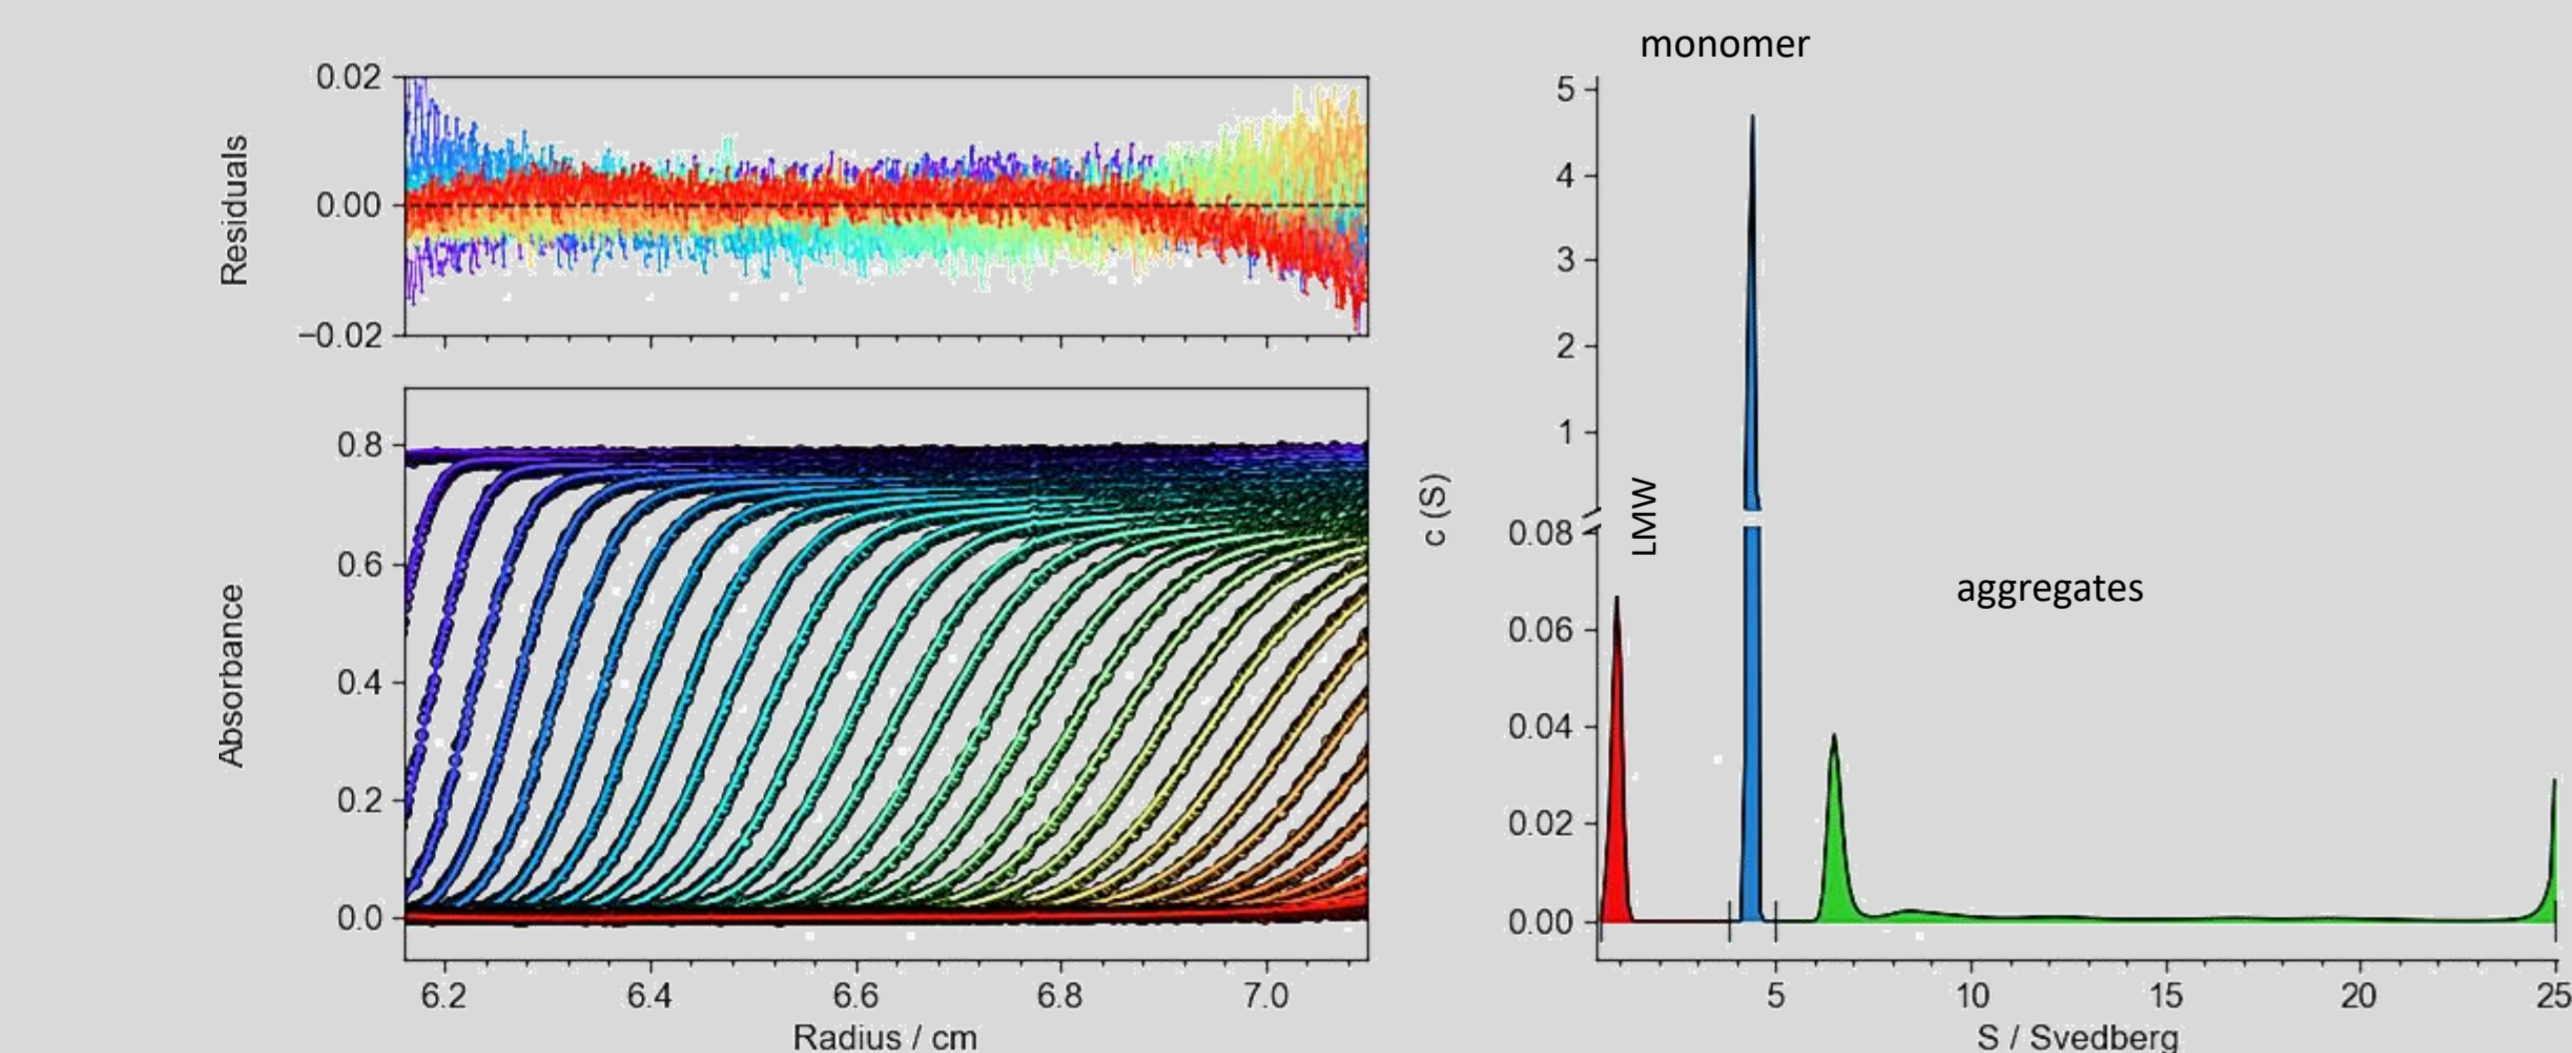 monomer
0.02
0.00
−0.02
Residuals
0.8
0.6
0.4
0.2
0.0
Absorbance
6.2 6.4 6.6 6.8 7.0
Radius / cm
5
4
3
2
1
0.08
0.06
0.04
0.02
0.00
c (S)
LMW
aggregates
5 10 15 20 25
S / Svedberg